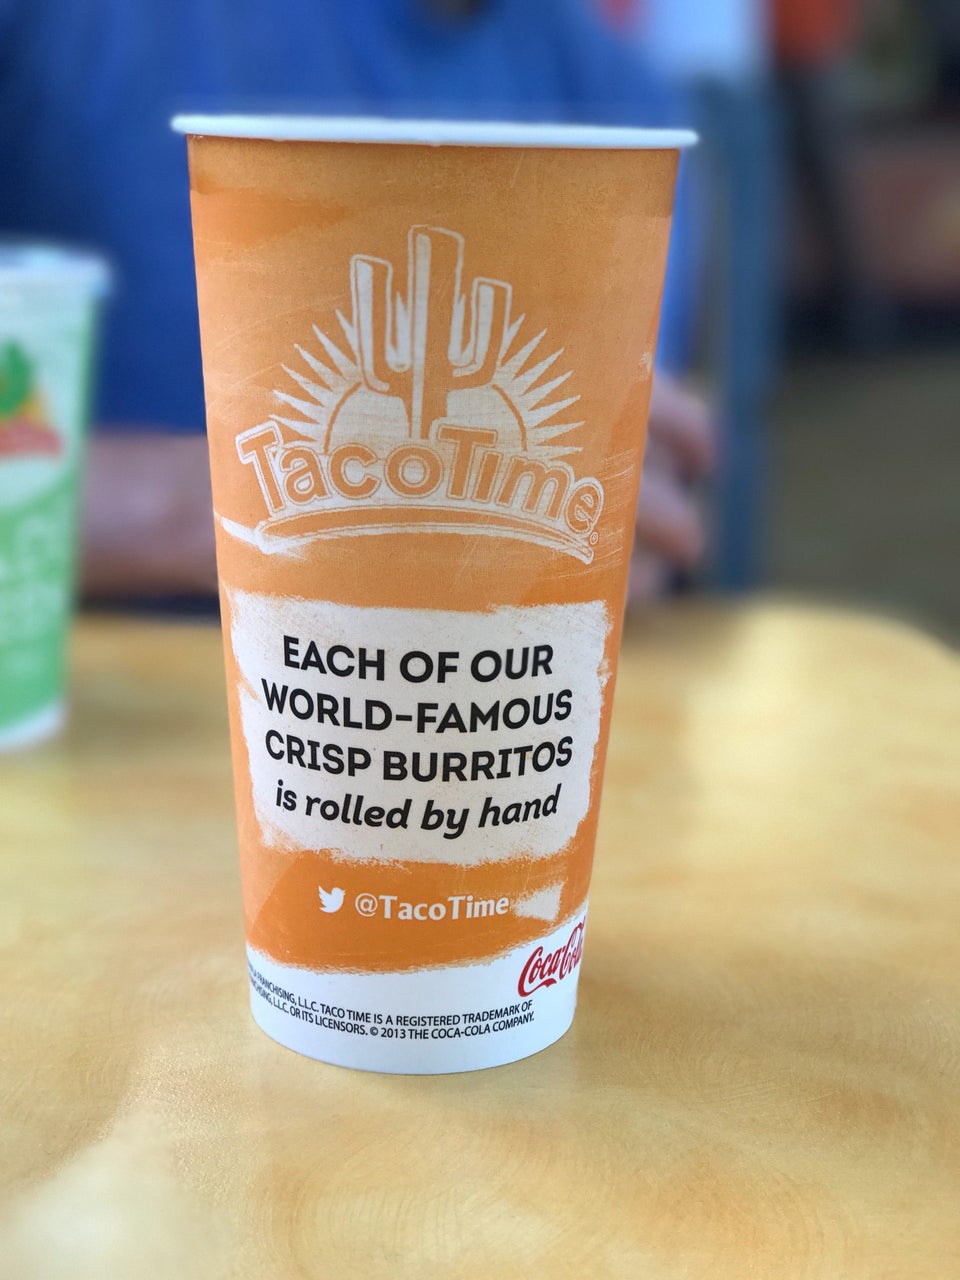 TacoTime®
EACH OF OUR
WORLD-FAMOUS
CRISP BURRITOS
is rolled by hand
@TacoTime
Coca-Cola
FRANCHISING, L.L.C. TACO TIME IS A REGISTERED TRADEMARK OF
L.L.C. OR ITS LICENSORS. © 2013 THE COCA-COLA COMPANY.